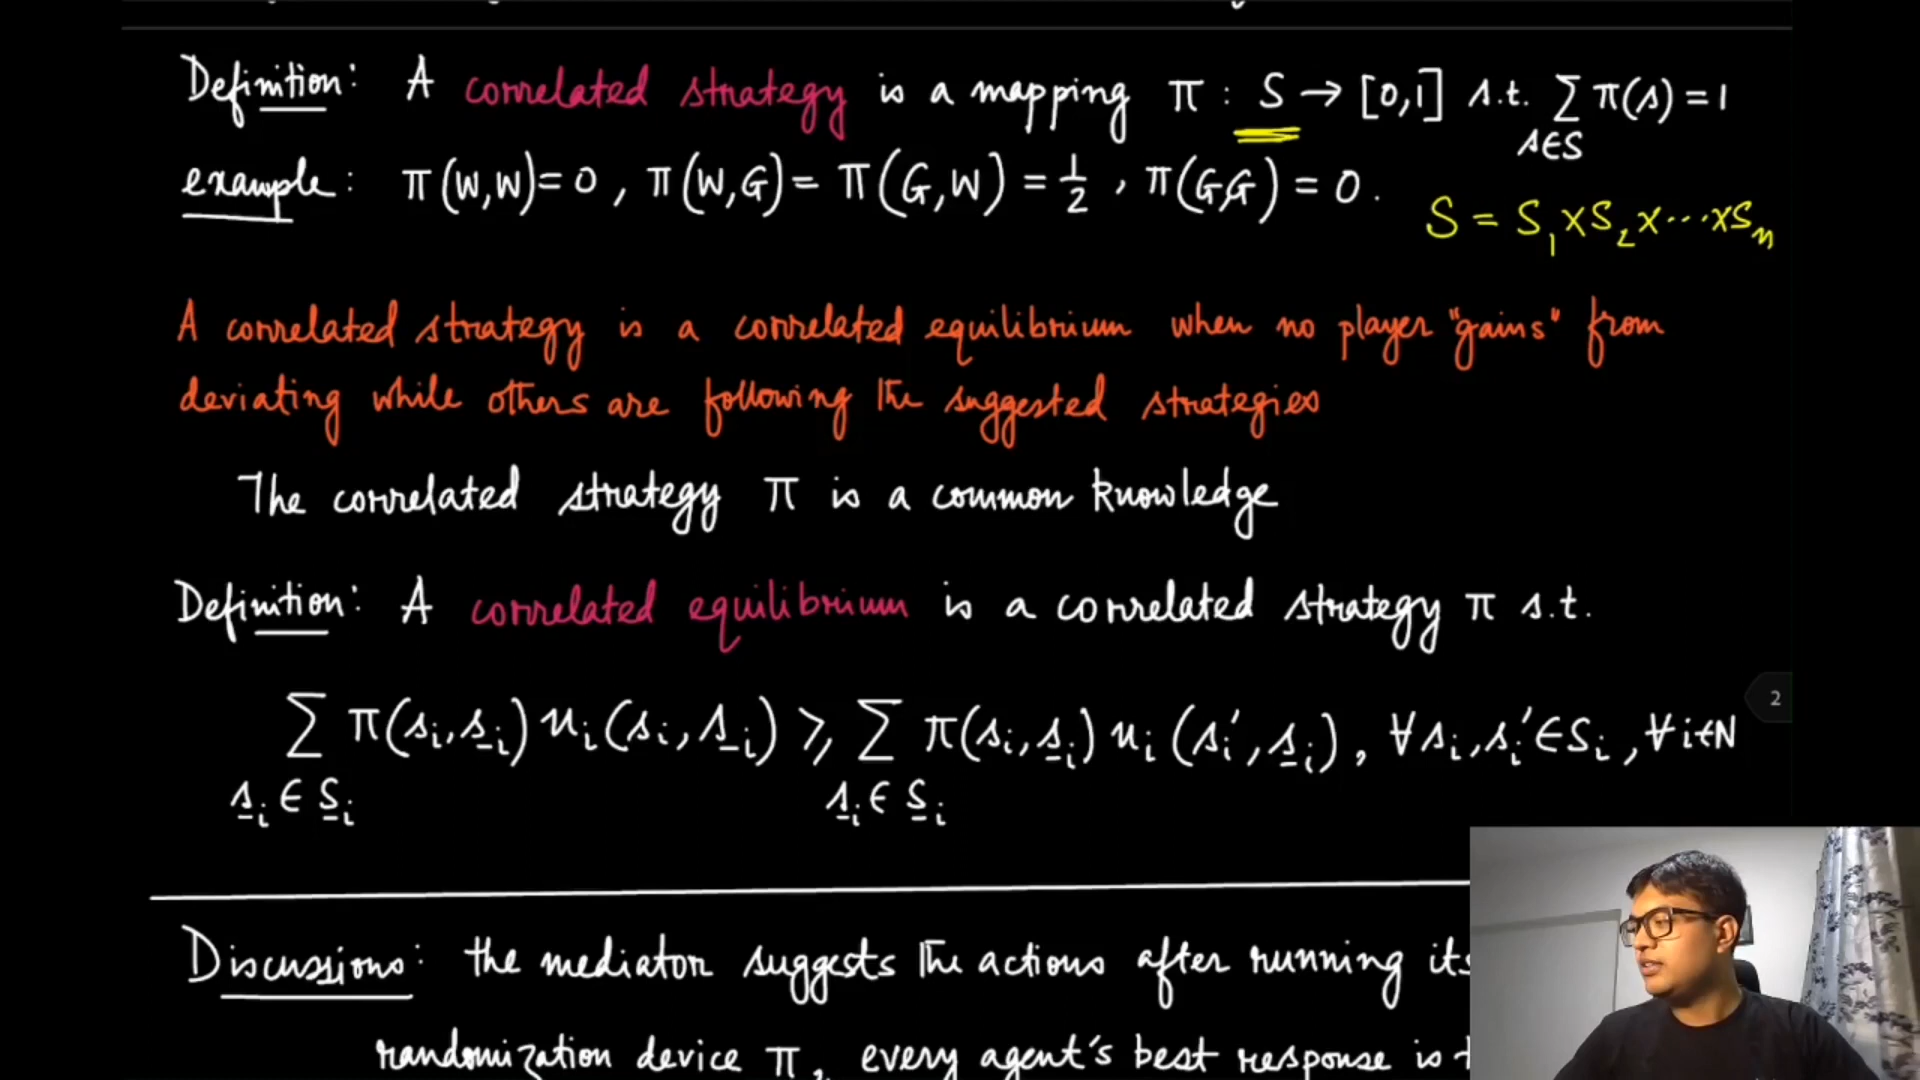 Definition: A correlated strategy is a mapping π : S → [0,1] s.t. ∑ π(s) = 1
s∈S
example: π(W,W)=0, π(W,G)= π(G,W) = 1/2, π(G,G) = 0.
S = S₁×S₂×···×Sₙ
A correlated strategy is a correlated equilibrium when no player "gains" from
deviating while others are following the suggested strategies
The correlated strategy π is a common knowledge
Definition: A correlated equilibrium is a correlated strategy π s.t.
∑ π(sᵢ,s₋ᵢ) uᵢ(sᵢ,s₋ᵢ) ⩾ ∑ π(sᵢ,s₋ᵢ) uᵢ(sᵢ′,s₋ᵢ), ∀sᵢ,sᵢ′∈Sᵢ, ∀i∈N
s₋ᵢ ∈ S₋ᵢ s₋ᵢ ∈ S₋ᵢ
2
Discussions: the mediator suggests the actions after running its
randomization device π, every agent's best response is